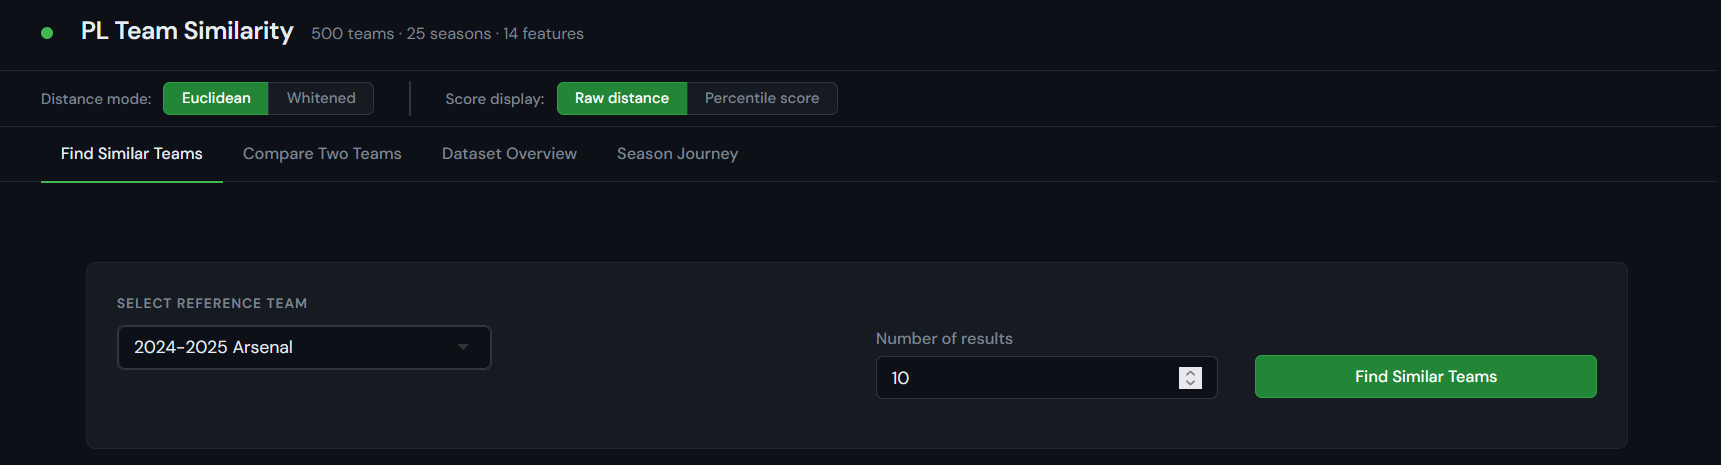 PL Team Similarity 500 teams · 25 seasons · 14 features
Distance mode: Euclidean Whitened Score display: Raw distance Percentile score
Find Similar Teams Compare Two Teams Dataset Overview Season Journey
SELECT REFERENCE TEAM
2024-2025 Arsenal
Number of results
10
Find Similar Teams